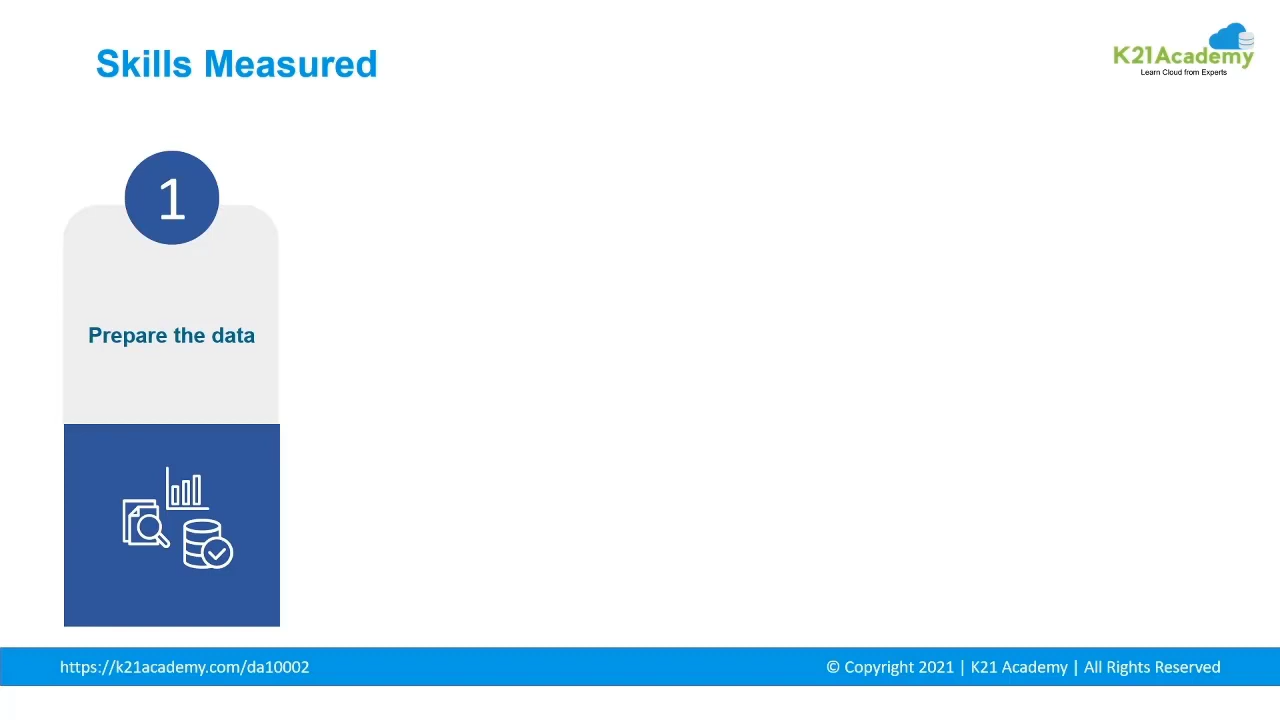 Skills Measured
K21Academy
Learn Cloud from Experts
1
Prepare the data
https://k21academy.com/da10002
© Copyright 2021 | K21 Academy | All Rights Reserved